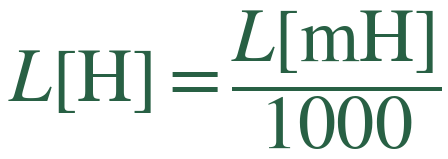 L[H] = L[mH] / 1000